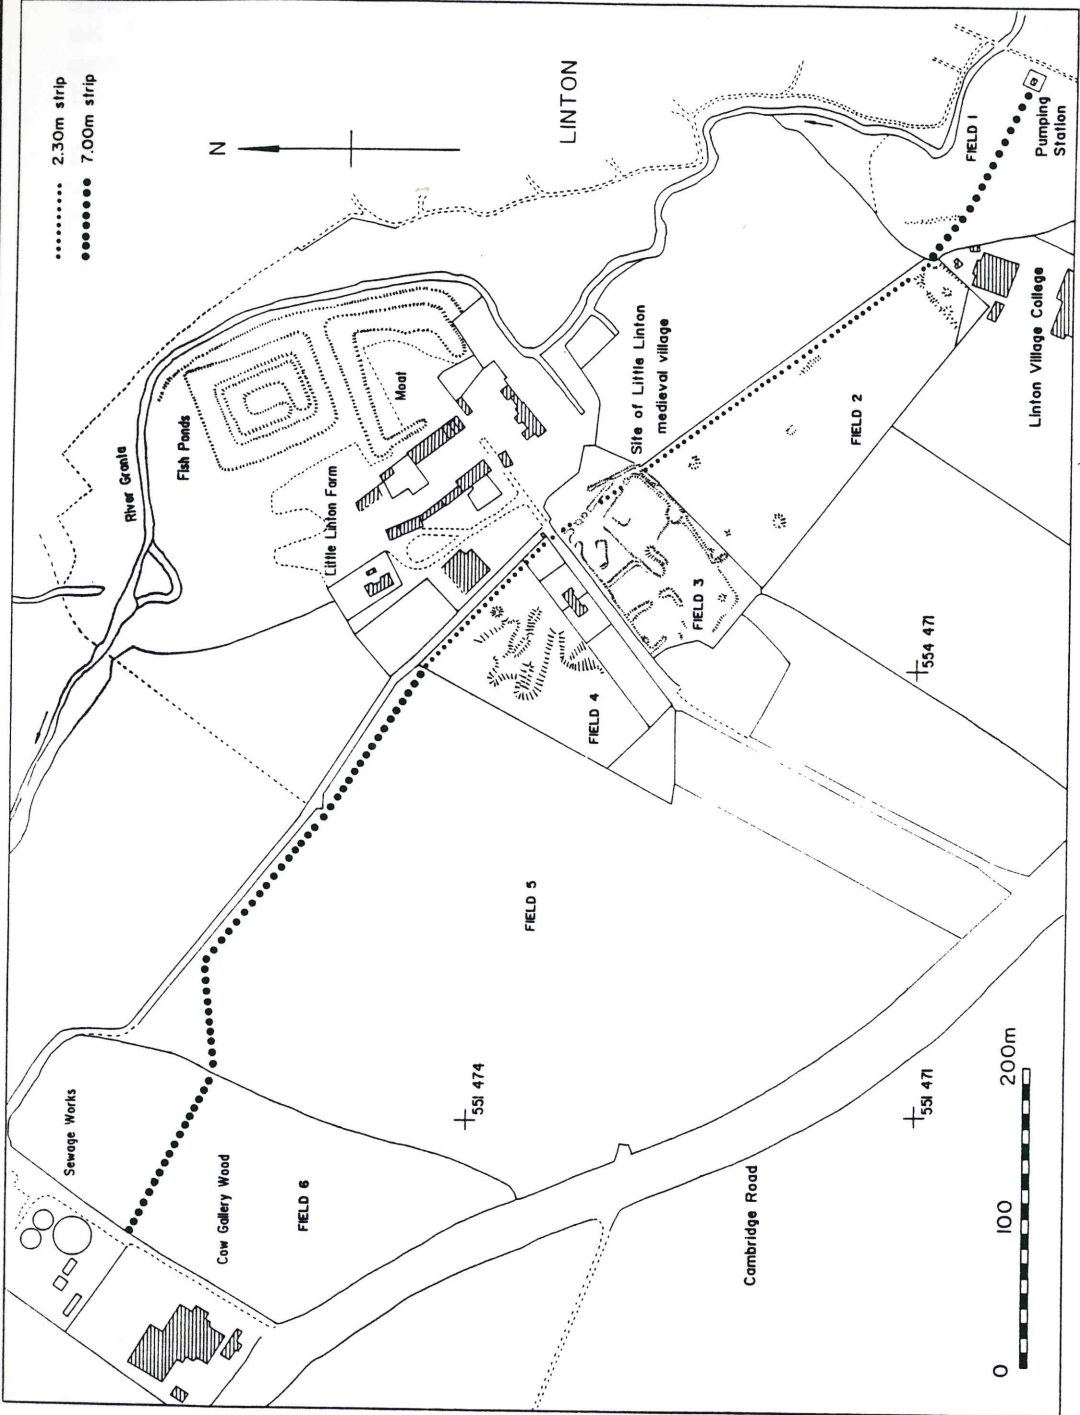 2.30m strip
7.00m strip
N
LINTON
River Granta
Fish Ponds
Moat
Little Linton Farm
Site of Little Linton
medieval village
FIELD 1
Pumping
Station
FIELD 2
Linton Village College
FIELD 3
FIELD 4
554 471
FIELD 5
Sewage Works
Cow Gallery Wood
FIELD 6
551 474
551 471
Cambridge Road
0
100
200m